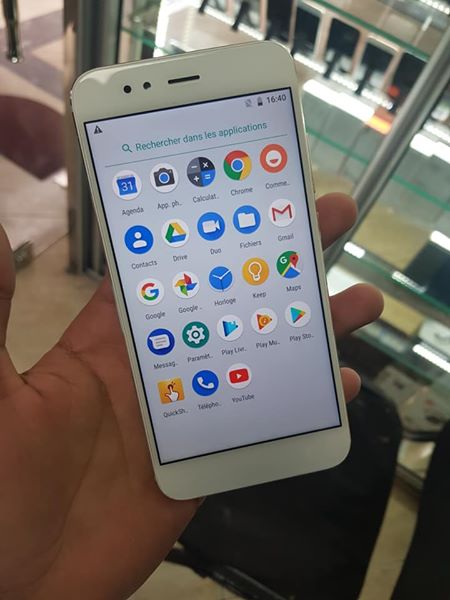 16:40
Rechercher dans les applications
31
Agenda App. ph.. Calculat.. Chrome Comme..
Contacts Drive Duo Fichiers Gmail
Google Google .. Horloge Keep Maps
Messag.. Paramèt.. Play Livr.. Play Mu.. Play Sto..
QuickSh.. Télépho.. YouTube